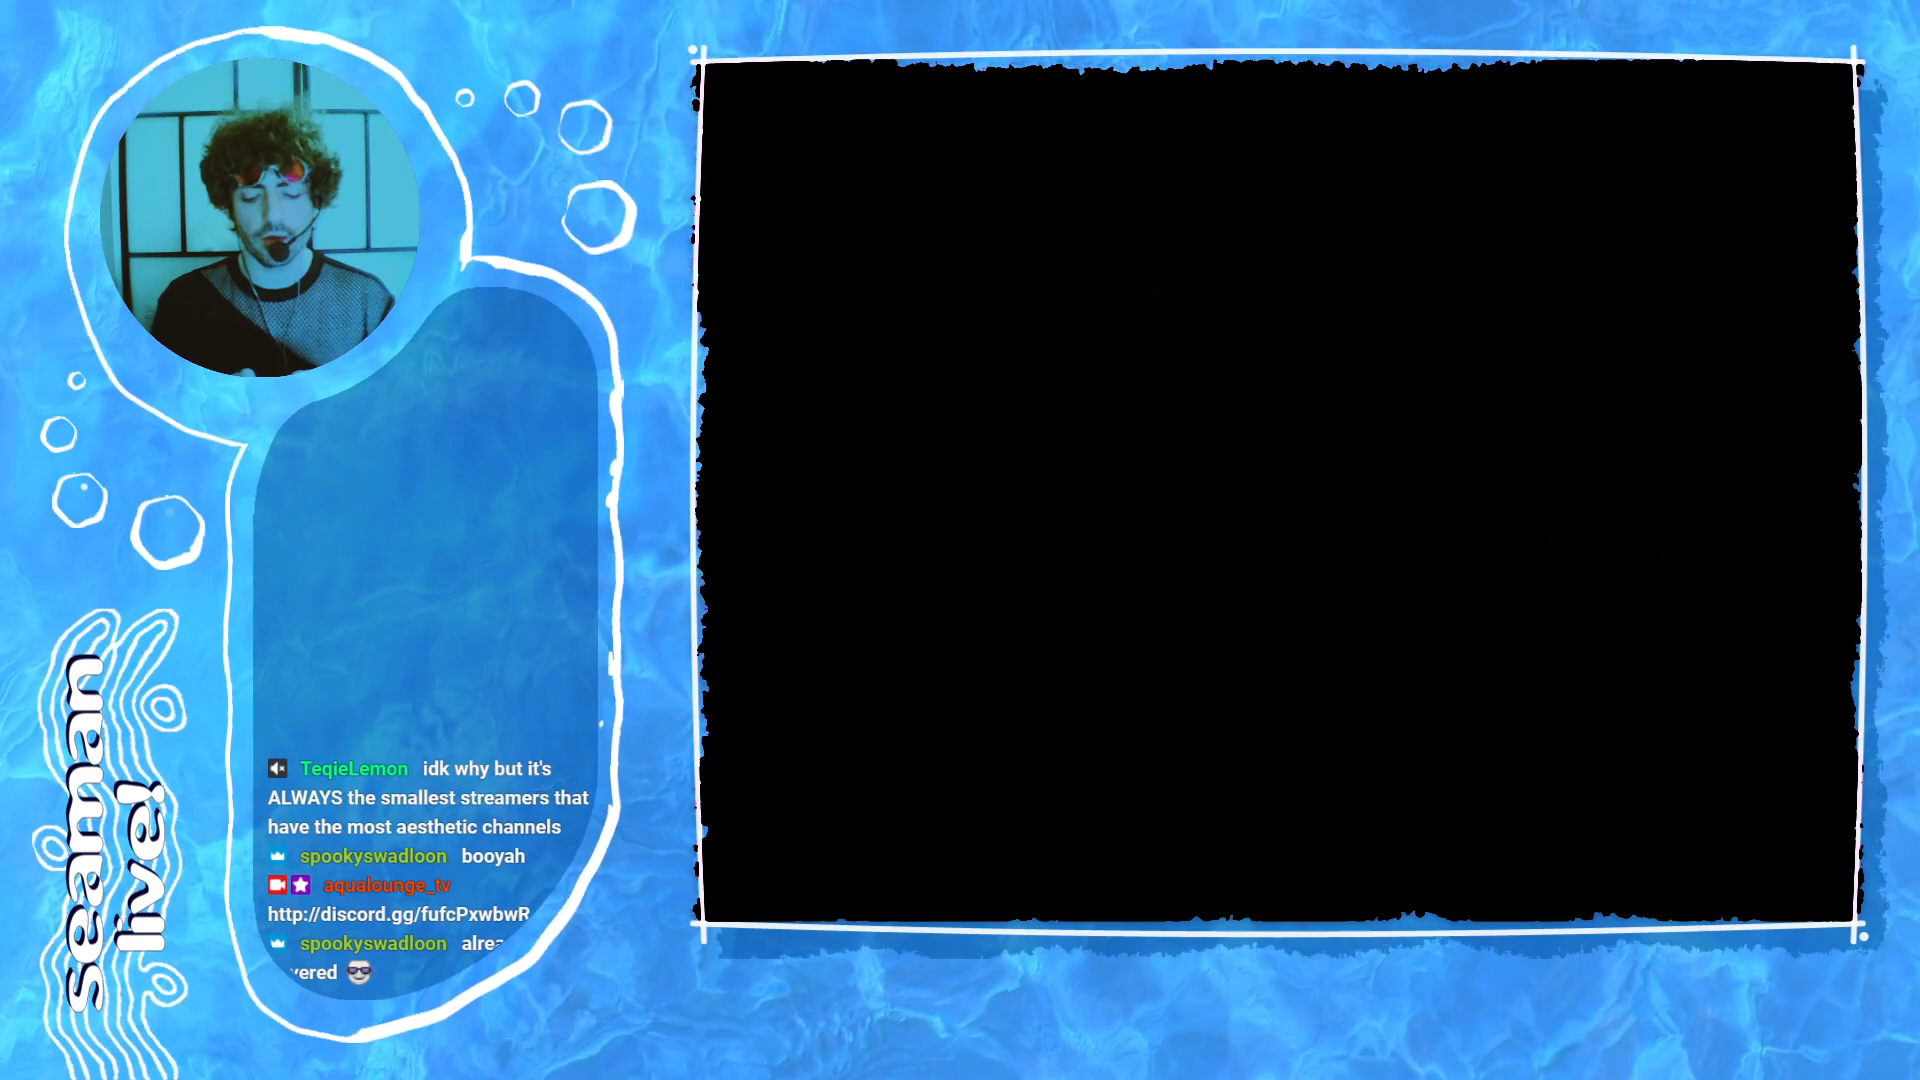 TeqieLemon idk why but it's
ALWAYS the smallest streamers that
have the most aesthetic channels
spookyswadloon booyah
aqualounge_tv
http://discord.gg/fufcPxwbwR
spookyswadloon
seaman
live!